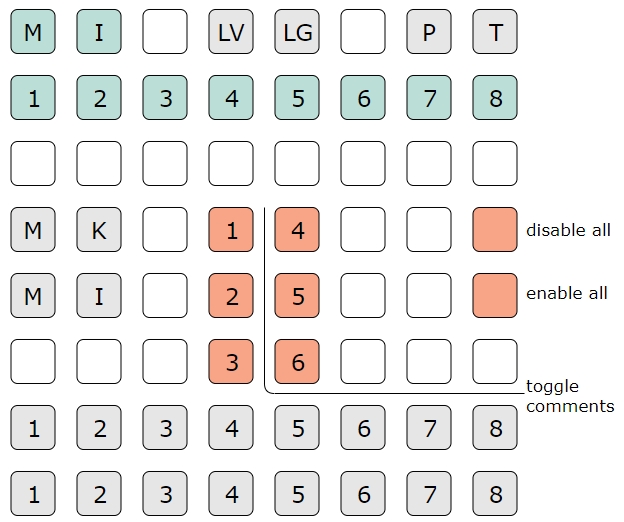 M I LV LG P T
1 2 3 4 5 6 7 8
M K 1 4 disable all
M I 2 5 enable all
3 6
toggle
comments
1 2 3 4 5 6 7 8
1 2 3 4 5 6 7 8